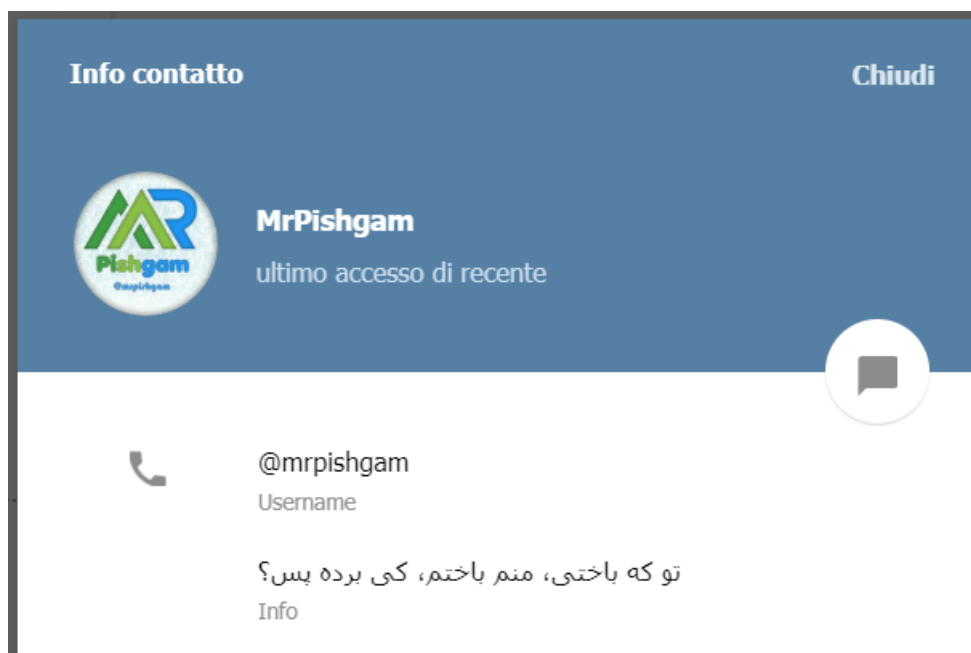 Info contatto
Chiudi
MR
Pishgam
@mrpishgam
MrPishgam
ultimo accesso di recente
@mrpishgam
Username
تو که باختی، منم باختم، کی برده پس؟
Info